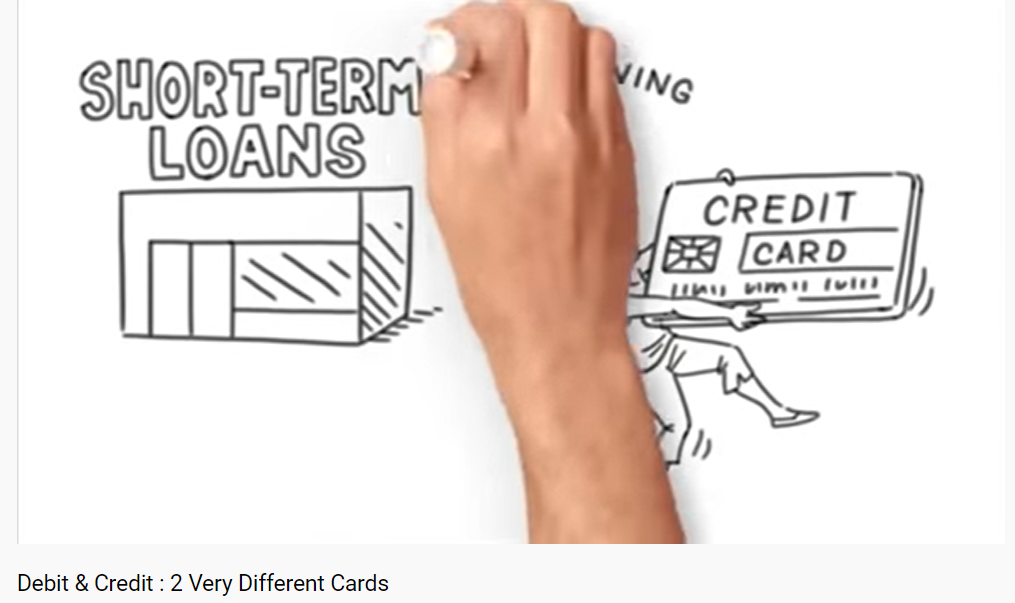 SHORT-TERM
LOANS
CREDIT
CARD
Debit & Credit : 2 Very Different Cards